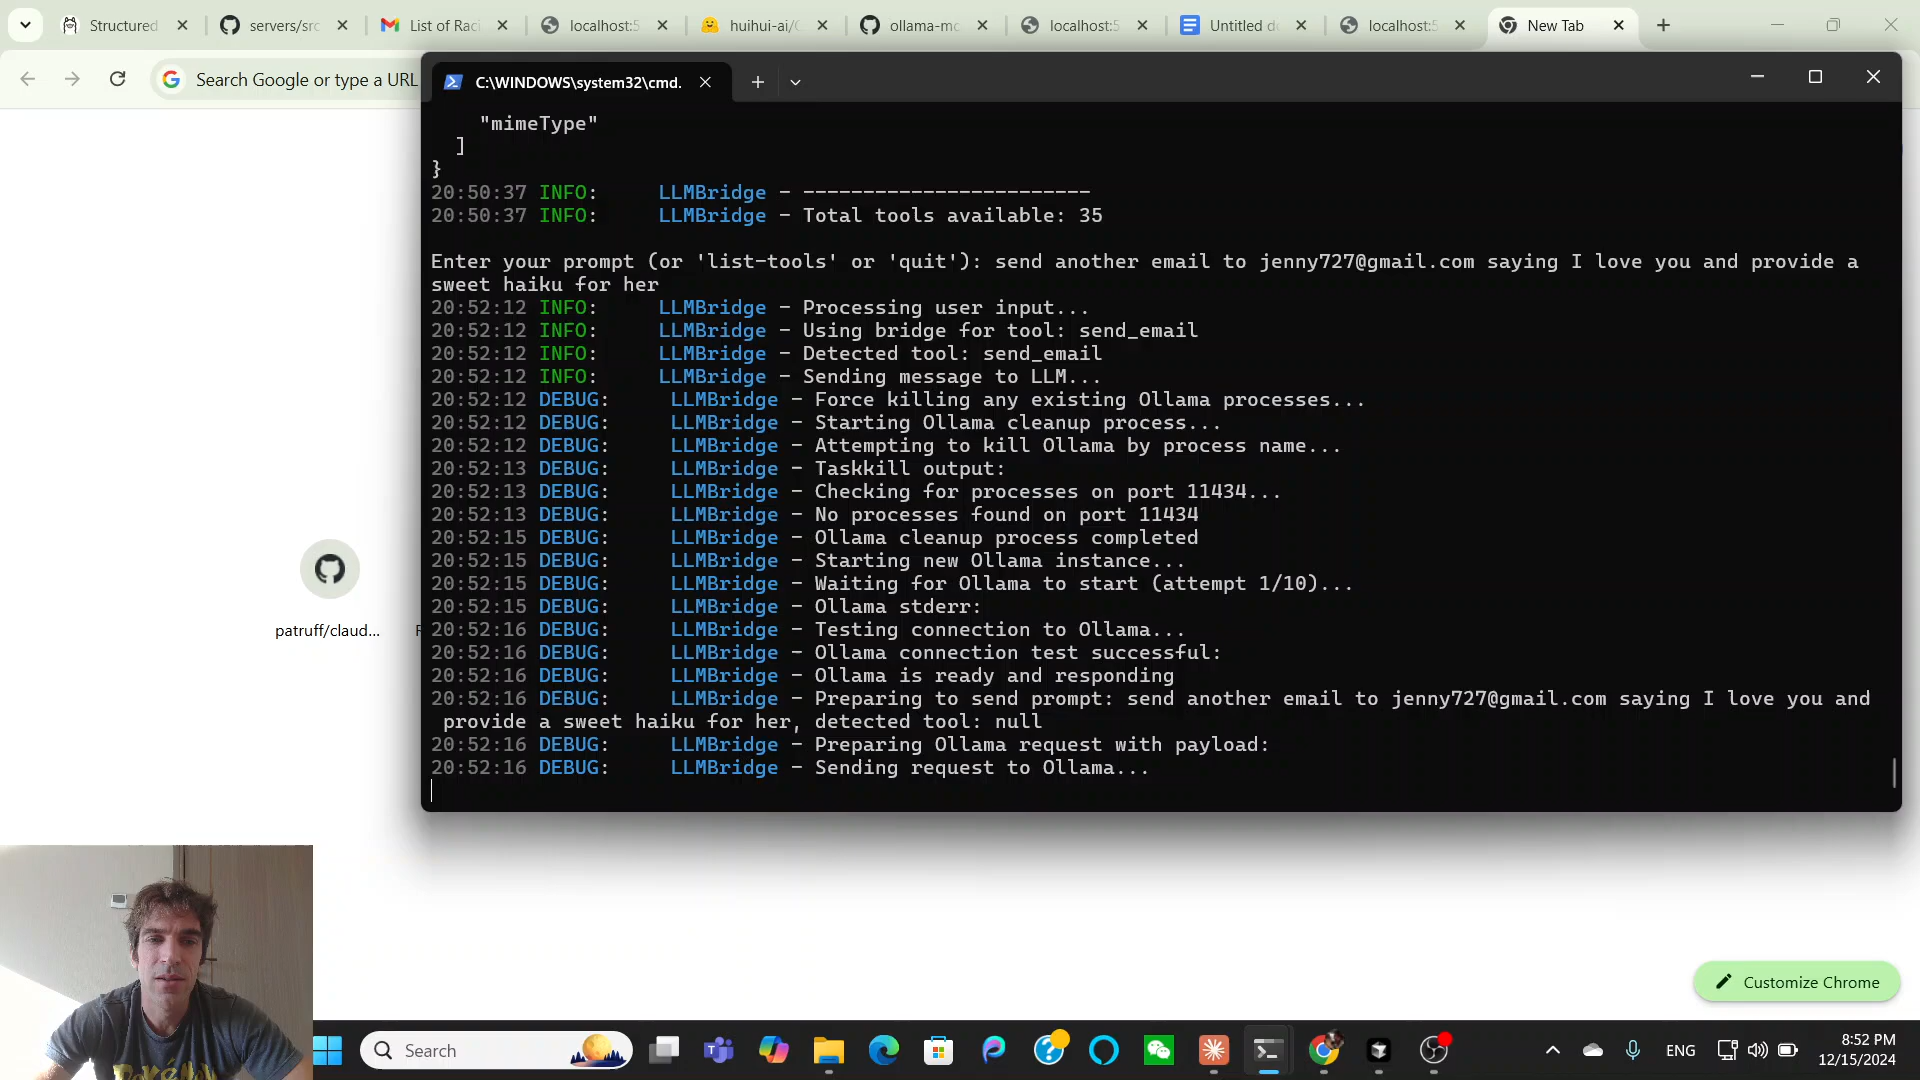 Structured
servers/src
List of Raci
localhost:5
huihui-ai/
ollama-mc
localhost:5
Untitled do
localhost:5
New Tab
Search Google or type a URL
C:\WINDOWS\system32\cmd.
"mimeType"
]
}
20:50:37 INFO: LLMBridge - ------------------------
20:50:37 INFO: LLMBridge - Total tools available: 35
Enter your prompt (or 'list-tools' or 'quit'): send another email to jenny727@gmail.com saying I love you and provide a
sweet haiku for her
20:52:12 INFO: LLMBridge - Processing user input...
20:52:12 INFO: LLMBridge - Using bridge for tool: send_email
20:52:12 INFO: LLMBridge - Detected tool: send_email
20:52:12 INFO: LLMBridge - Sending message to LLM...
20:52:12 DEBUG: LLMBridge - Force killing any existing Ollama processes...
20:52:12 DEBUG: LLMBridge - Starting Ollama cleanup process...
20:52:12 DEBUG: LLMBridge - Attempting to kill Ollama by process name...
20:52:13 DEBUG: LLMBridge - Taskkill output:
20:52:13 DEBUG: LLMBridge - Checking for processes on port 11434...
20:52:13 DEBUG: LLMBridge - No processes found on port 11434
20:52:15 DEBUG: LLMBridge - Ollama cleanup process completed
20:52:15 DEBUG: LLMBridge - Starting new Ollama instance...
20:52:15 DEBUG: LLMBridge - Waiting for Ollama to start (attempt 1/10)...
20:52:15 DEBUG: LLMBridge - Ollama stderr:
20:52:16 DEBUG: LLMBridge - Testing connection to Ollama...
20:52:16 DEBUG: LLMBridge - Ollama connection test successful:
20:52:16 DEBUG: LLMBridge - Ollama is ready and responding
20:52:16 DEBUG: LLMBridge - Preparing to send prompt: send another email to jenny727@gmail.com saying I love you and
provide a sweet haiku for her, detected tool: null
20:52:16 DEBUG: LLMBridge - Preparing Ollama request with payload:
20:52:16 DEBUG: LLMBridge - Sending request to Ollama...
patruff/claud...
Customize Chrome
Search
ENG
8:52 PM
12/15/2024